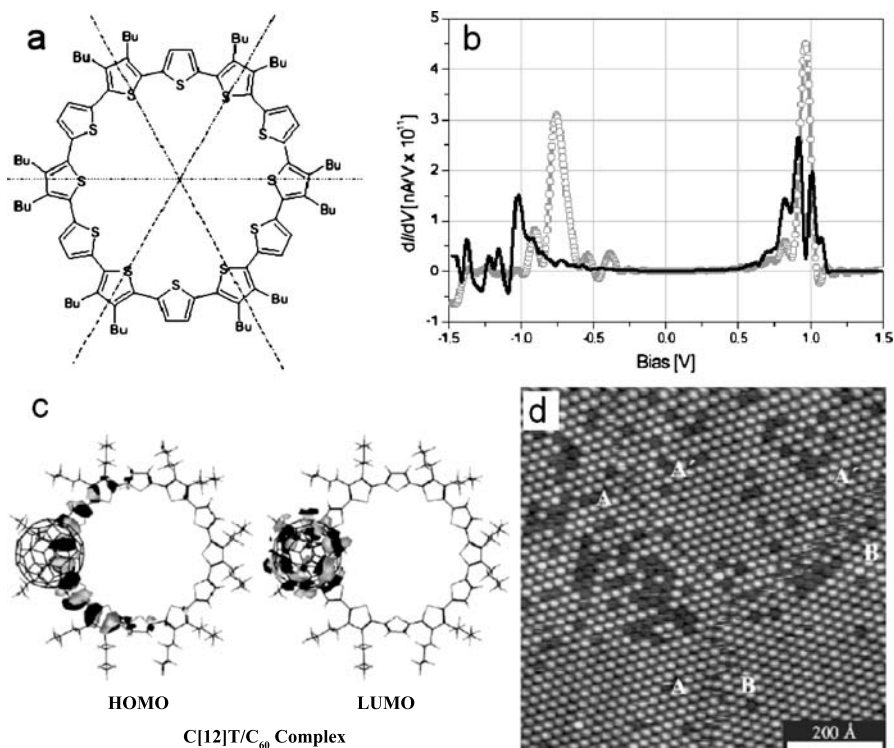 a
Bu Bu
Bu Bu
S
S S
S S
Bu Bu
S S
Bu Bu
S S
S S
S
Bu Bu
Bu Bu
b
dI/dV [nA/V x 10¹¹]
5
4
3
2
1
0
-1
-1.5 -1.0 -0.5 0.0 0.5 1.0 1.5
Bias [V]
c
HOMO LUMO
C[12]T/C₆₀ Complex
d
A A´ A´
B
A B
200 Å